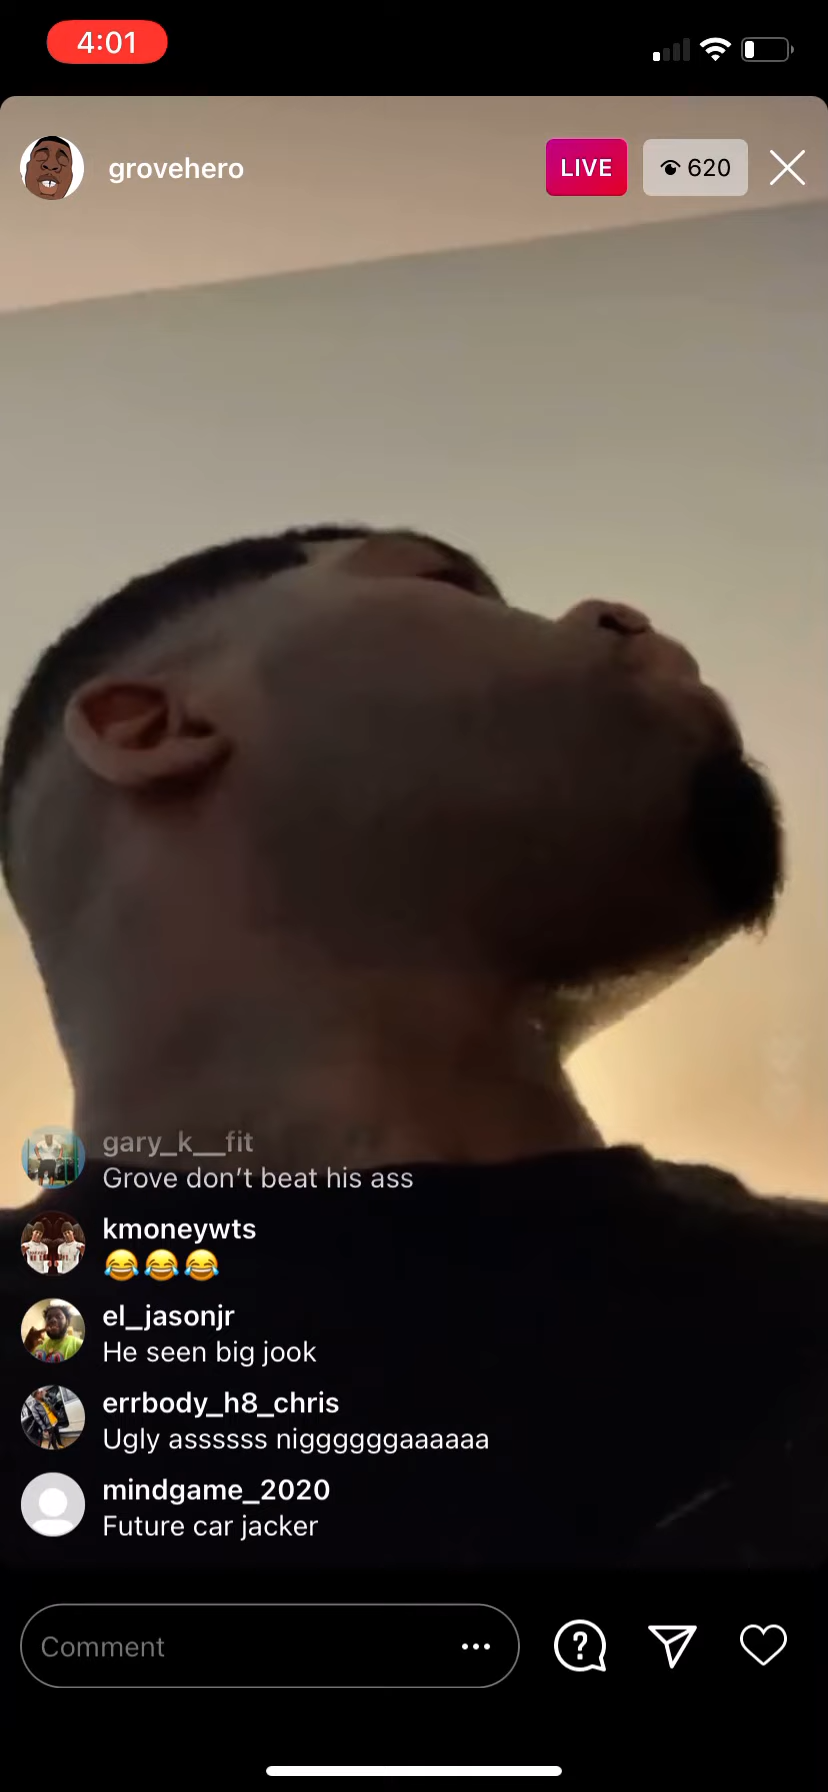 4:01
grovehero
LIVE
620
gary_k__fit
Grove don’t beat his ass
kmoneywts
😂😂😂
el_jasonjr
He seen big jook
errbody_h8_chris
Ugly assssss niggggggaaaaaa
mindgame_2020
Future car jacker
Comment